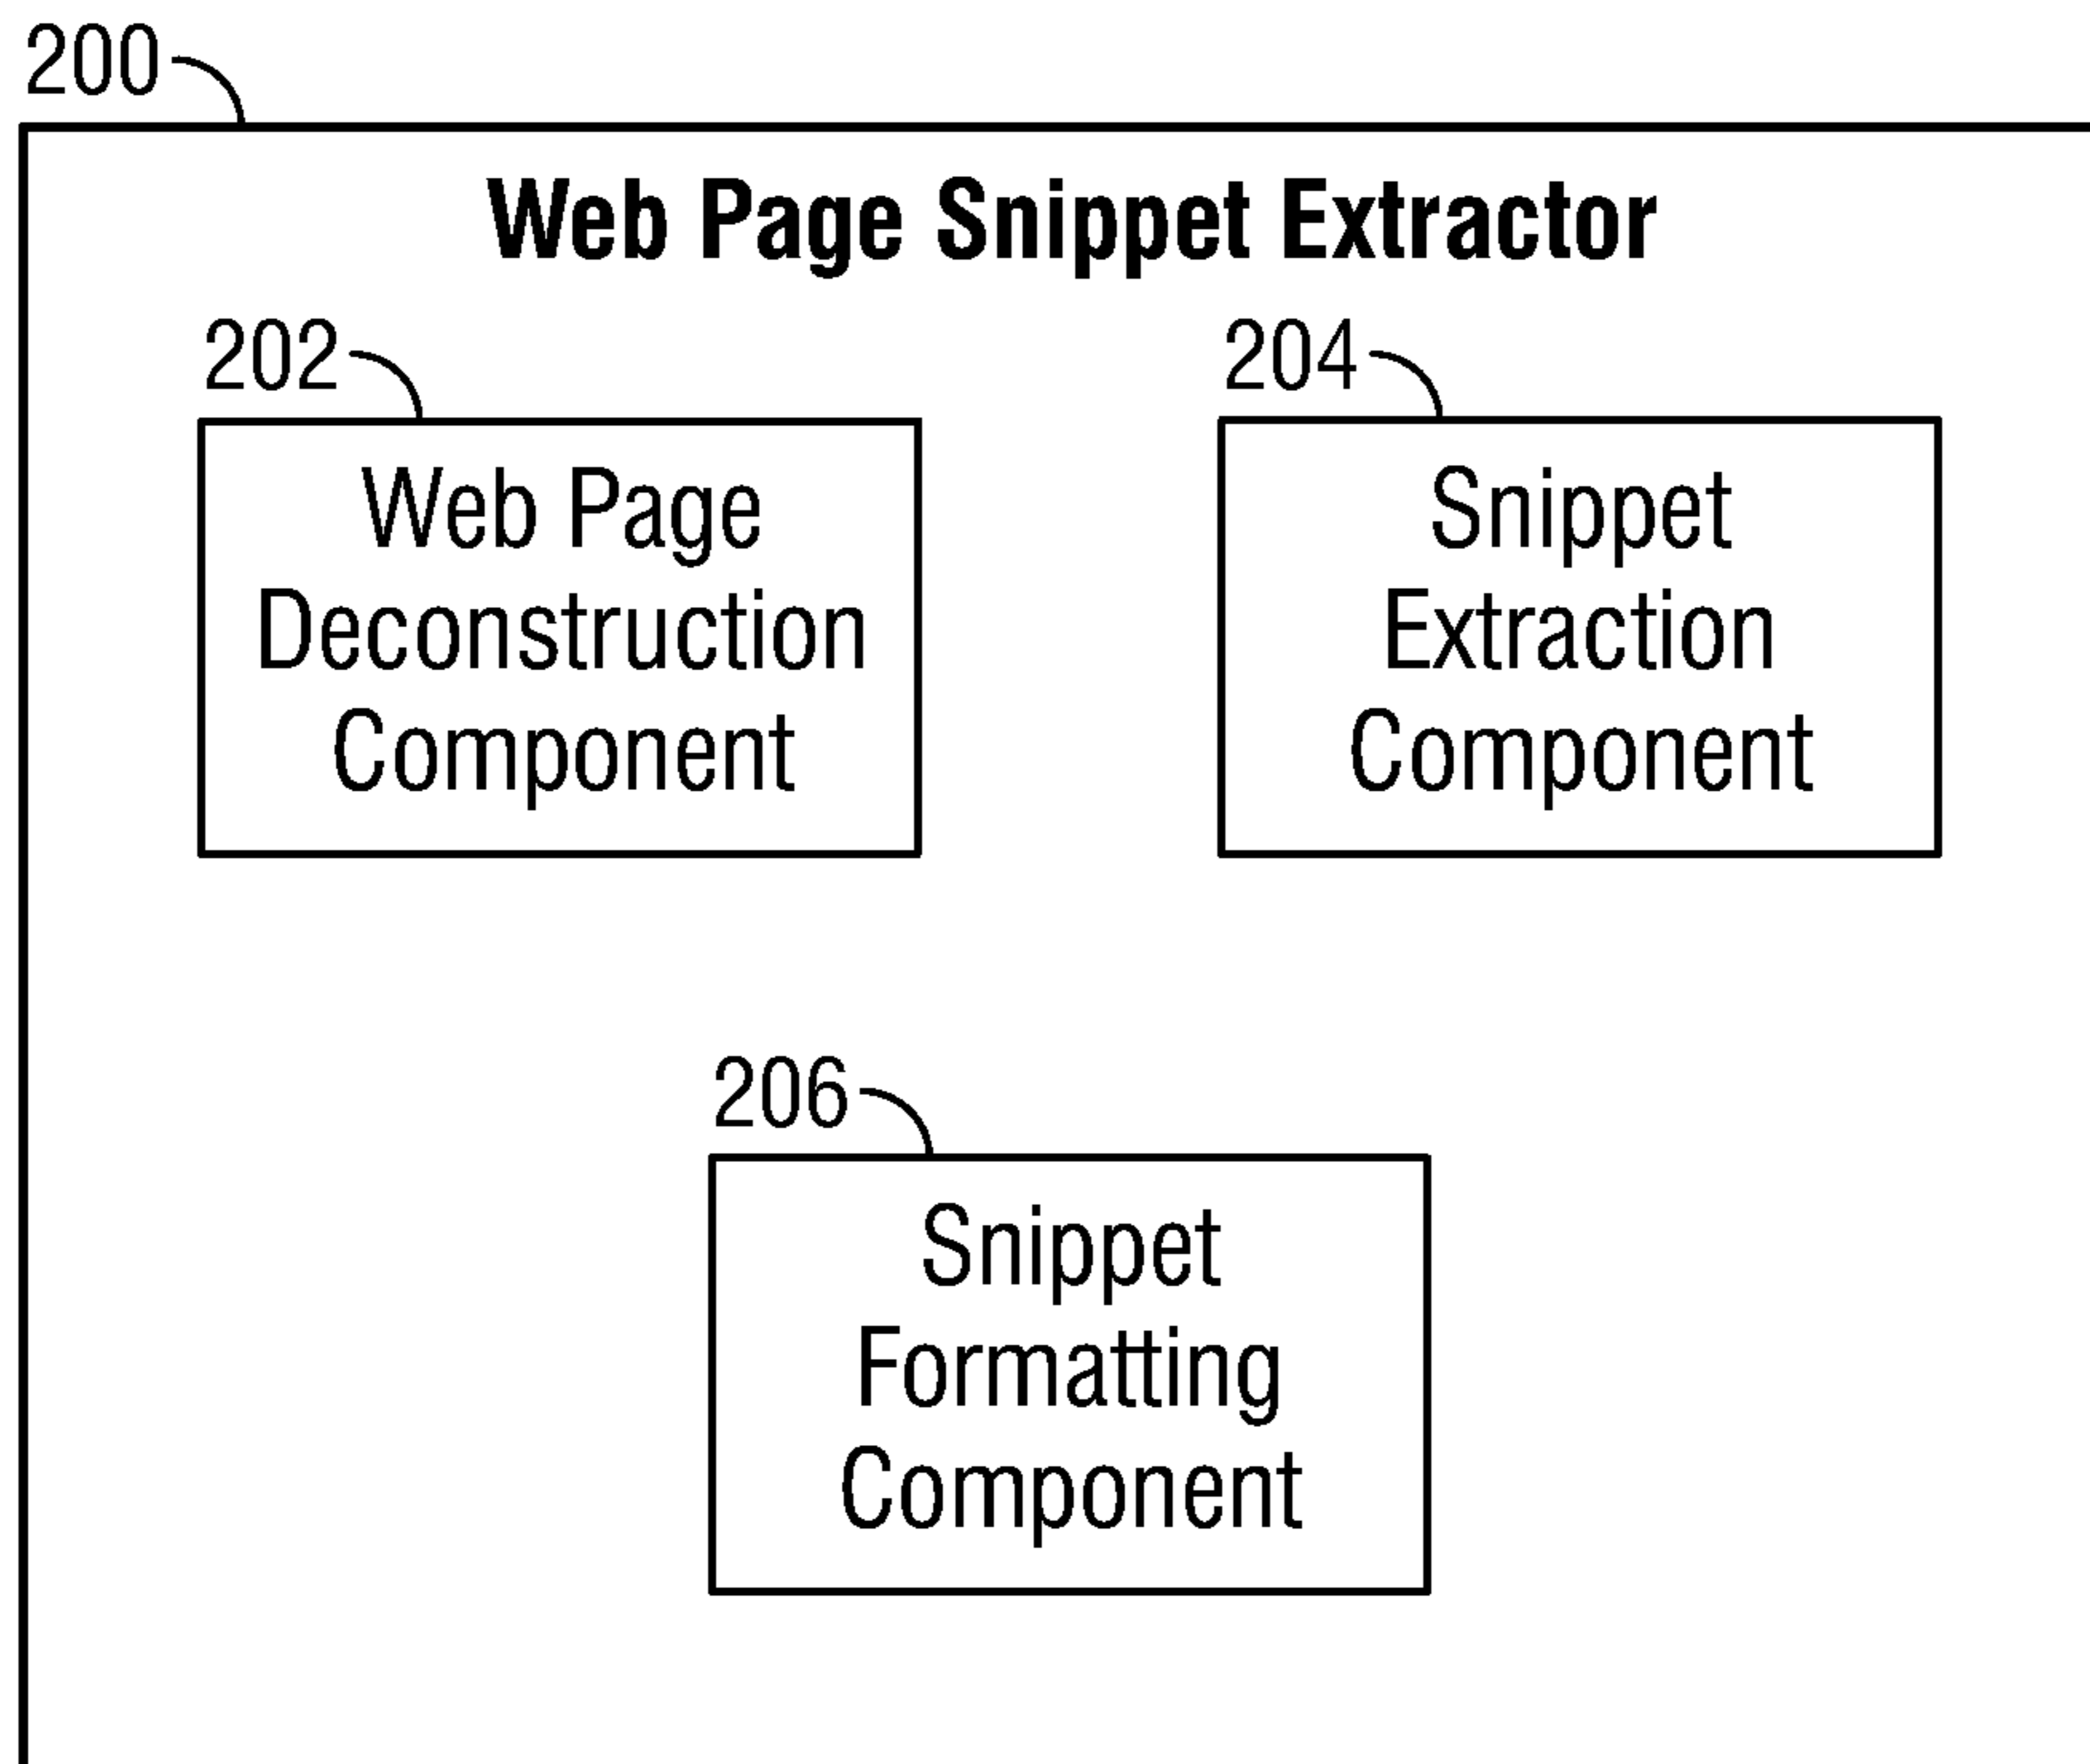 200
Web Page Snippet Extractor
202
Web Page
Deconstruction
Component
204
Snippet
Extraction
Component
206
Snippet
Formatting
Component